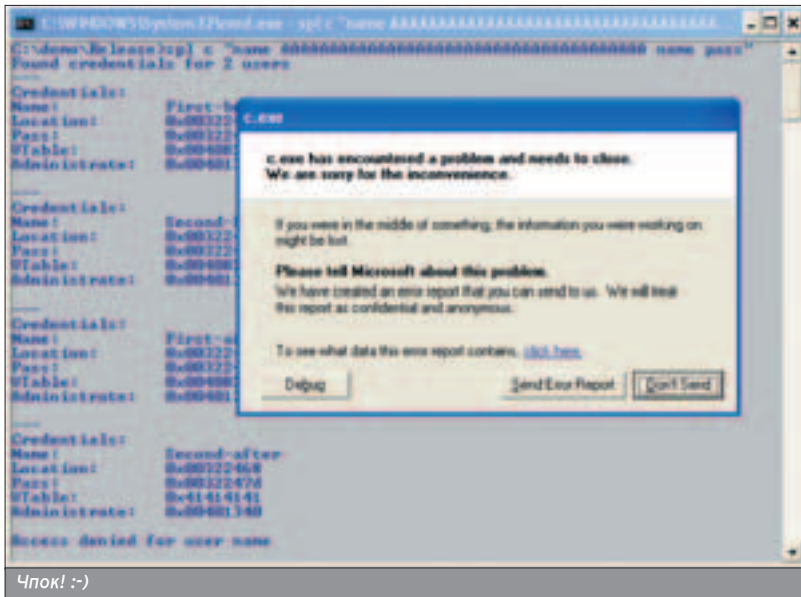 C:\WINDOWS\System32\cmd.exe - spl c "name AAAAAAAAAAAAAAAAAAAAAAAAAAAAAAAAAA
C:\demo\Release>spl c "name name pass"
Found credentials for 2 users
----
Credentials:
Name:
Location:
Pass:
VTable:
Administrate:
----
Credentials:
Name:
Location:
Pass:
VTable:
Administrate:
----
Credentials:
Name:
Location:
Pass:
VTable:
Administrate:
----
Credentials:
Name: Second-after
Location: 0x00322468
Pass: 0x0032247d
VTable: 0x41414141
Administrate: 0x00401340
Access denied for user name
c.exe
c.exe has encountered a problem and needs to close.
We are sorry for the inconvenience.
If you were in the middle of something, the information you were working on
might be lost.
Please tell Microsoft about this problem.
We have created an error report that you can send to us. We will treat
this report as confidential and anonymous.
To see what data this error report contains, click here.
Debug
Send Error Report
Don't Send
Чпок! :-)